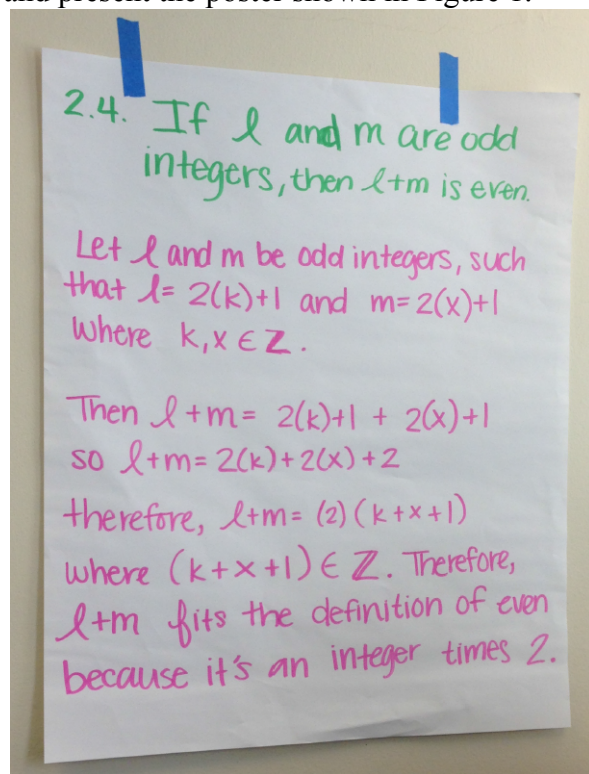 and present the poster shown in Figure 1.
2.4. If l and m are odd
integers, then l+m is even.
Let l and m be odd integers, such
that l= 2(k)+1 and m=2(x)+1
where k,x ∈ Z.
Then l+m= 2(k)+1 + 2(x)+1
so l+m= 2(k)+2(x)+2
therefore, l+m= (2)(k+x+1)
where (k+x+1) ∈ Z. Therefore,
l+m fits the definition of even
because it's an integer times 2.